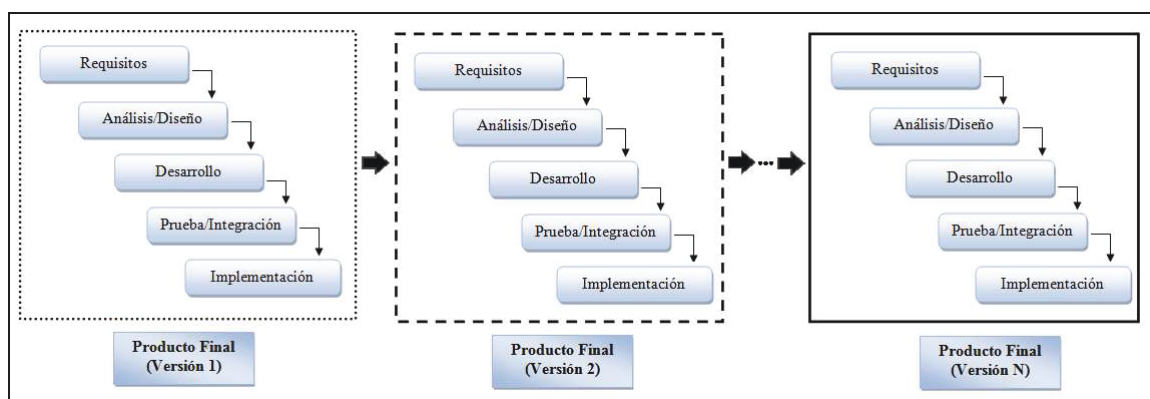 Requisitos
Análisis/Diseño
Desarrollo
Prueba/Integración
Implementación
Producto Final
(Versión 1)
Requisitos
Análisis/Diseño
Desarrollo
Prueba/Integración
Implementación
Producto Final
(Versión 2)
...
Requisitos
Análisis/Diseño
Desarrollo
Prueba/Integración
Implementación
Producto Final
(Versión N)